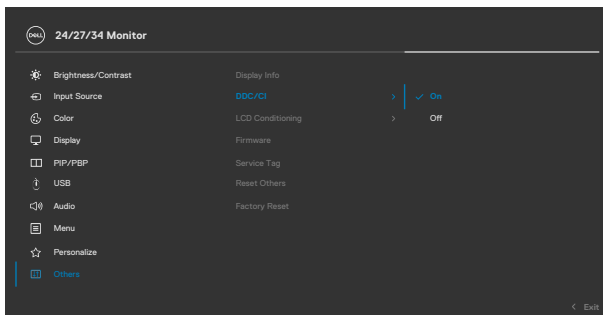 DELL 24/27/34 Monitor
Brightness/Contrast Display Info
Input Source DDC/CI > ✓ On
Color LCD Conditioning > Off
Display Firmware
PIP/PBP Service Tag
USB Reset Others
Audio Factory Reset
Menu
Personalize
Others
< Exit